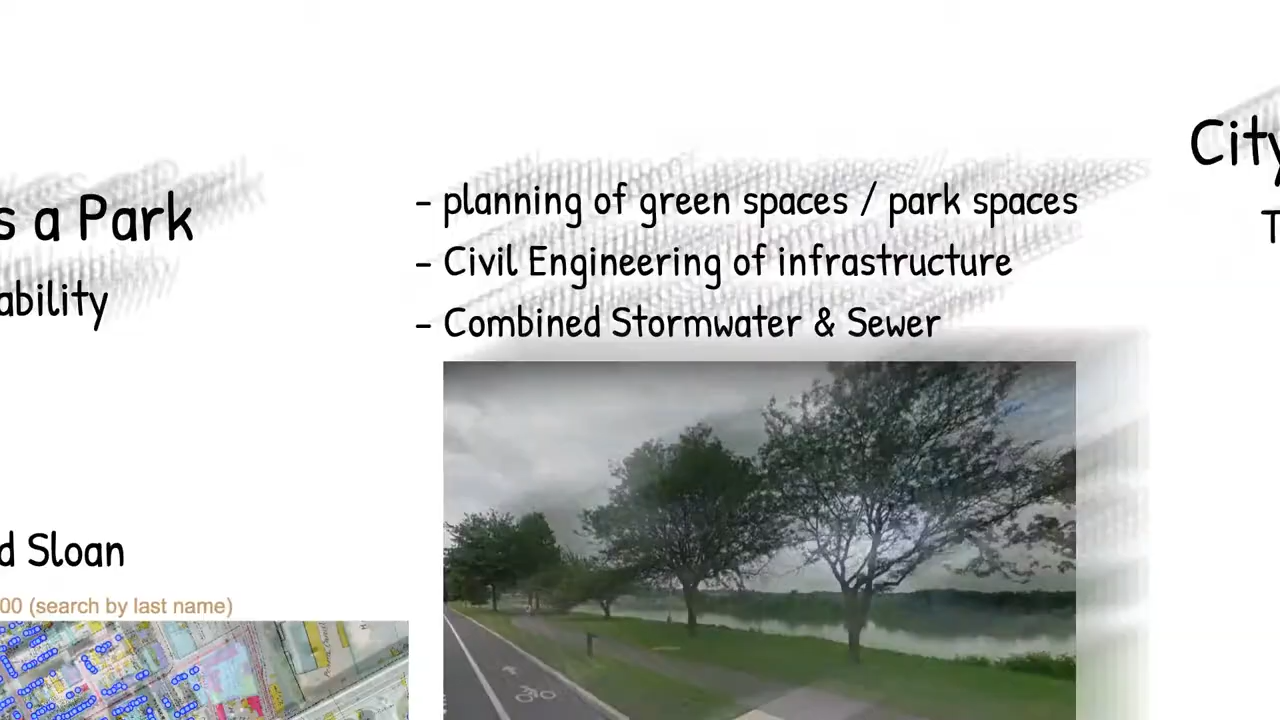 City
T
s a Park
ability
- planning of green spaces / park spaces
- Civil Engineering of infrastructure
- Combined Stormwater & Sewer
d Sloan
00 (search by last name)